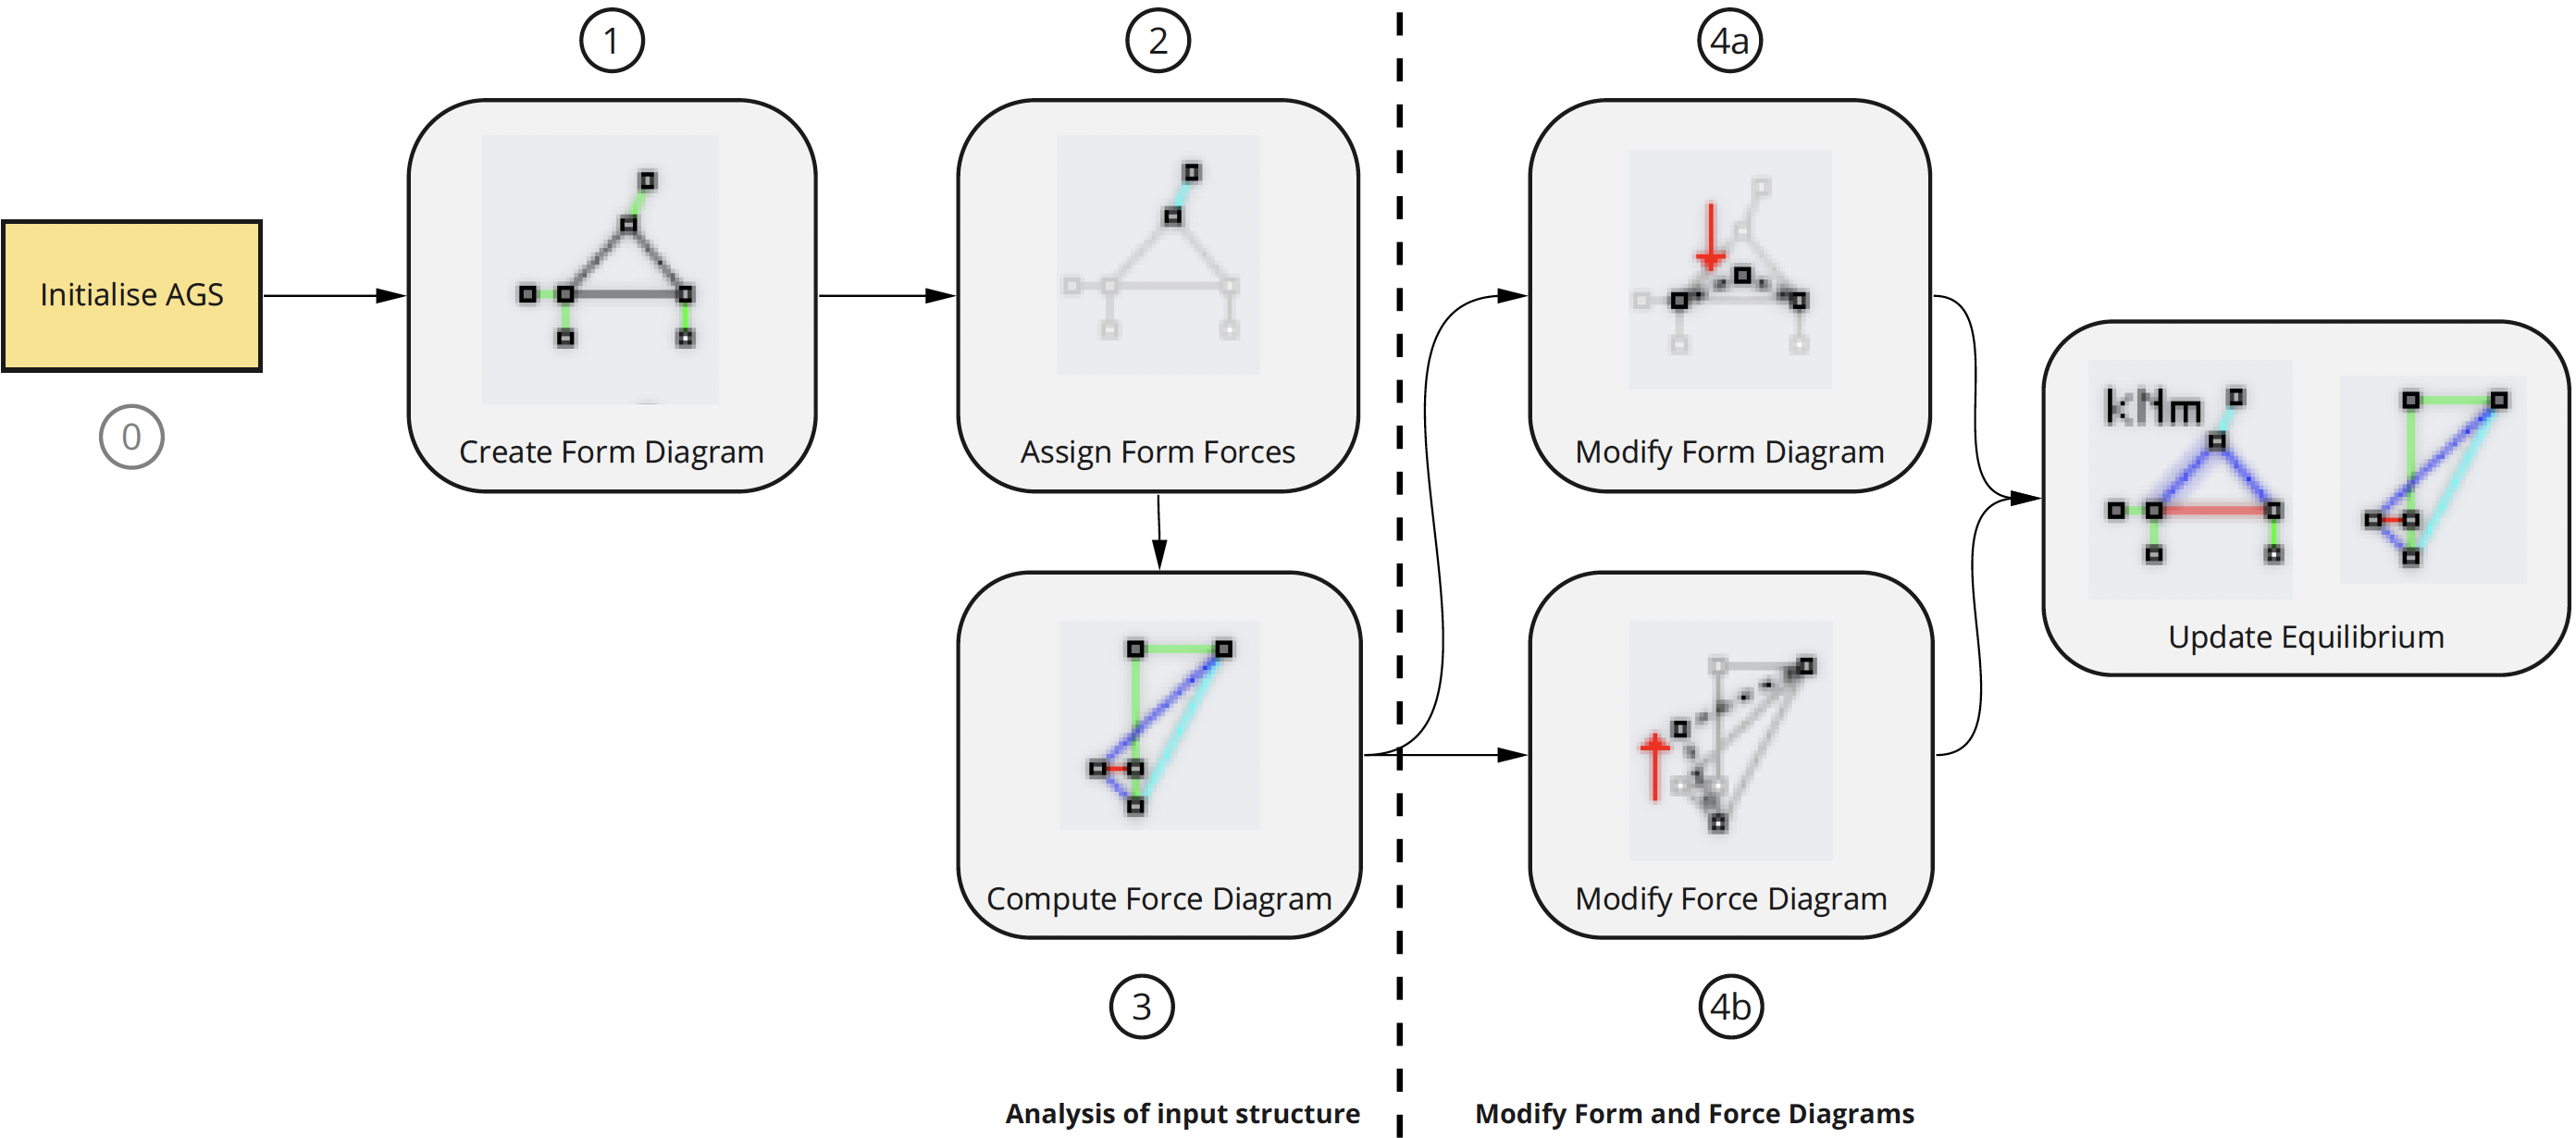 1
2
4a
Initialise AGS
0
Create Form Diagram
Assign Form Forces
Modify Form Diagram
kNm
Update Equilibrium
Compute Force Diagram
Modify Force Diagram
3
4b
Analysis of input structure
Modify Form and Force Diagrams